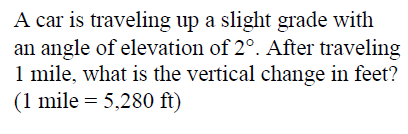 A car is traveling up a slight grade with
an angle of elevation of 2°. After traveling
1 mile, what is the vertical change in feet?
(1 mile = 5,280 ft)